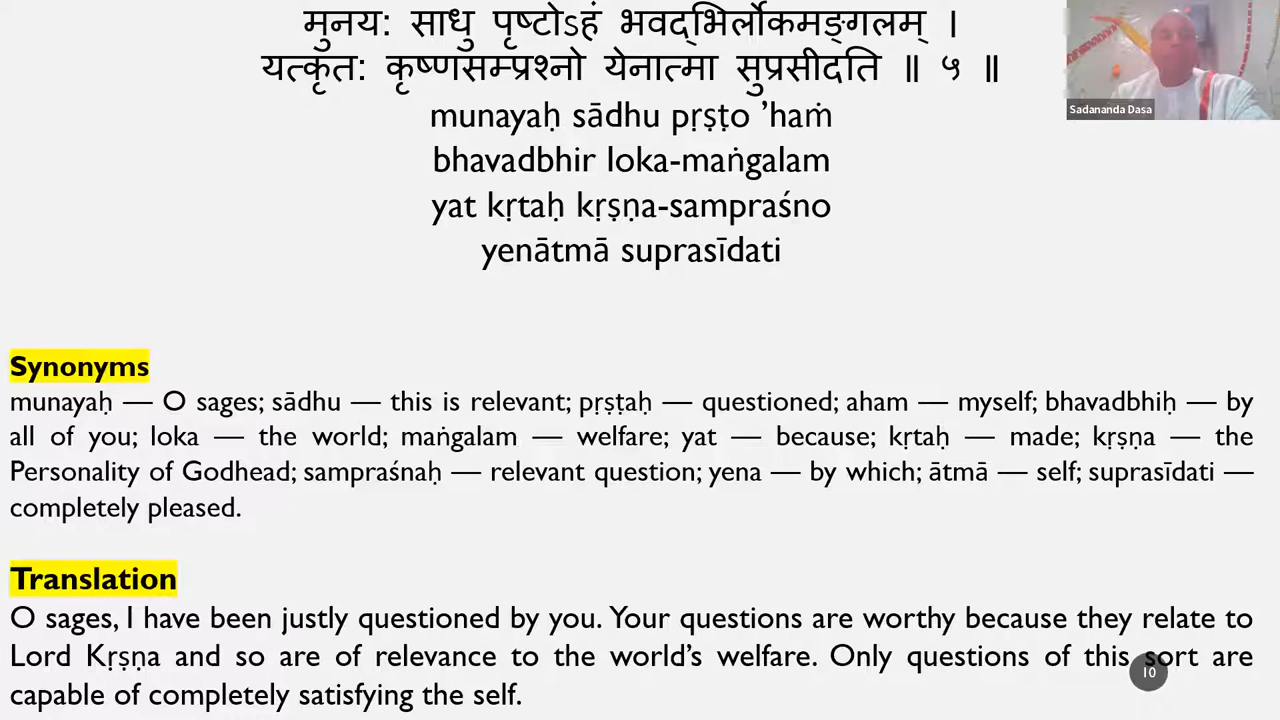 मुनय: साधु पृष्टोऽहं भवद्‌भिर्लोकमङ्गलम् ।
यत्कृत: कृष्णसम्प्रश्नो येनात्मा सुप्रसीदति ॥ ५ ॥
munayaḥ sādhu pṛṣṭo ’haṁ
bhavadbhir loka-maṅgalam
yat kṛtaḥ kṛṣṇa-sampraśno
yenātmā suprasīdati
Sadananda Dasa
Synonyms
munayaḥ — O sages; sādhu — this is relevant; pṛṣṭaḥ — questioned; aham — myself; bhavadbhiḥ — by
all of you; loka — the world; maṅgalam — welfare; yat — because; kṛtaḥ — made; kṛṣṇa — the
Personality of Godhead; sampraśnaḥ — relevant question; yena — by which; ātmā — self; suprasīdati —
completely pleased.
Translation
O sages, I have been justly questioned by you. Your questions are worthy because they relate to
Lord Kṛṣṇa and so are of relevance to the world’s welfare. Only questions of this sort are
capable of completely satisfying the self.
10